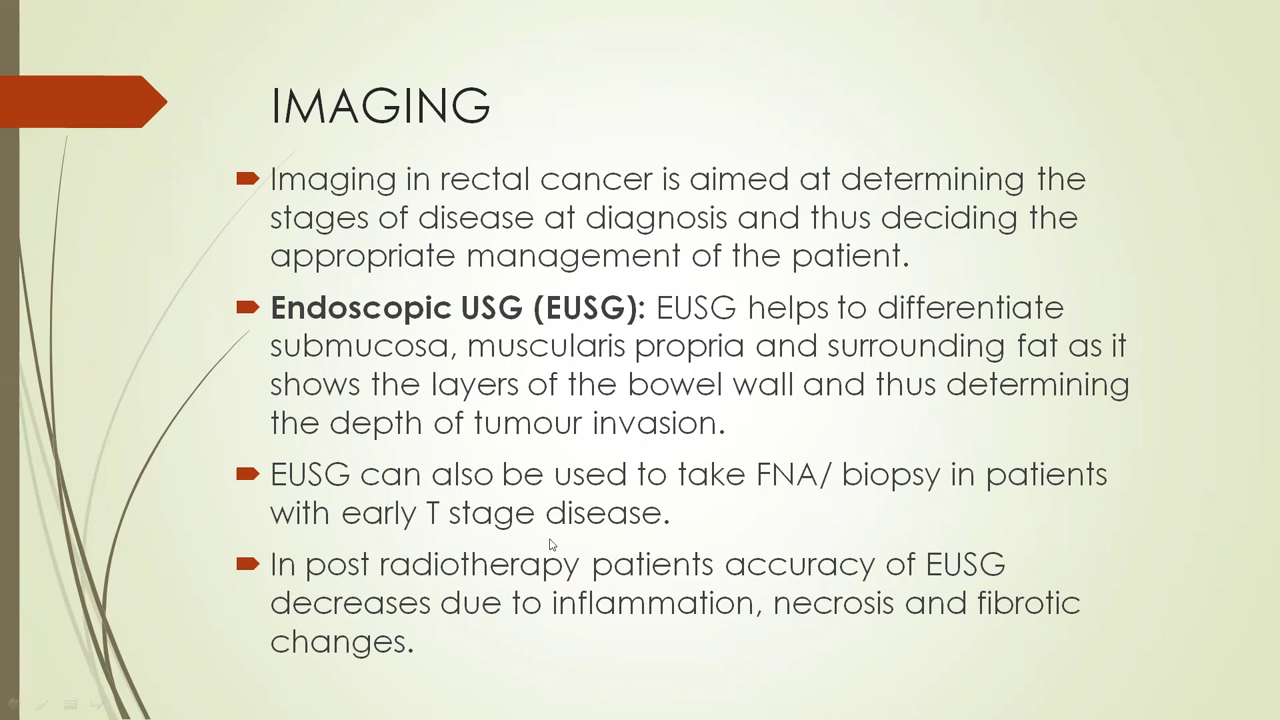 IMAGING
Imaging in rectal cancer is aimed at determining the
stages of disease at diagnosis and thus deciding the
appropriate management of the patient.
Endoscopic USG (EUSG): EUSG helps to differentiate
submucosa, muscularis propria and surrounding fat as it
shows the layers of the bowel wall and thus determining
the depth of tumour invasion.
EUSG can also be used to take FNA/ biopsy in patients
with early T stage disease.
In post radiotherapy patients accuracy of EUSG
decreases due to inflammation, necrosis and fibrotic
changes.